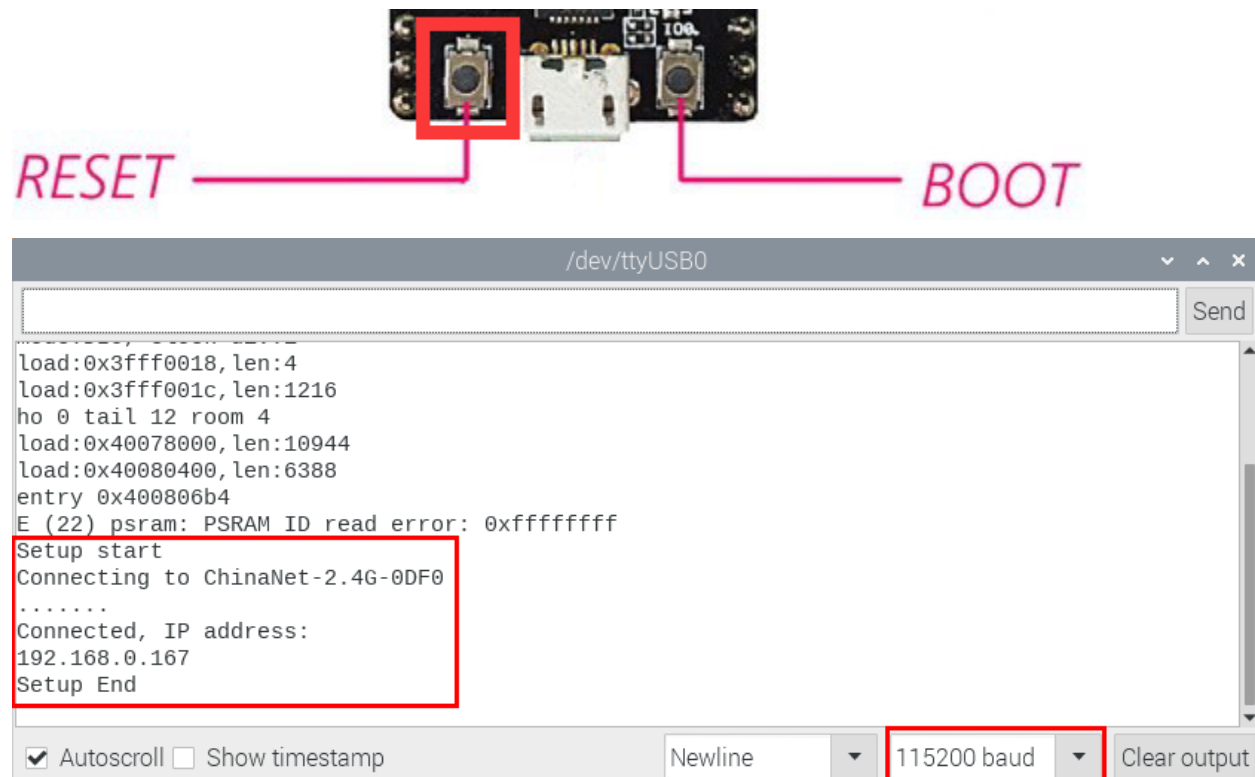 IO0.
RESET
BOOT
/dev/ttyUSB0
Send
load:0x3fff0018,len:4
load:0x3fff001c,len:1216
ho 0 tail 12 room 4
load:0x40078000,len:10944
load:0x40080400,len:6388
entry 0x400806b4
E (22) psram: PSRAM ID read error: 0xffffffff
Setup start
Connecting to ChinaNet-2.4G-0DF0
.......
Connected, IP address:
192.168.0.167
Setup End
Autoscroll Show timestamp Newline 115200 baud Clear output